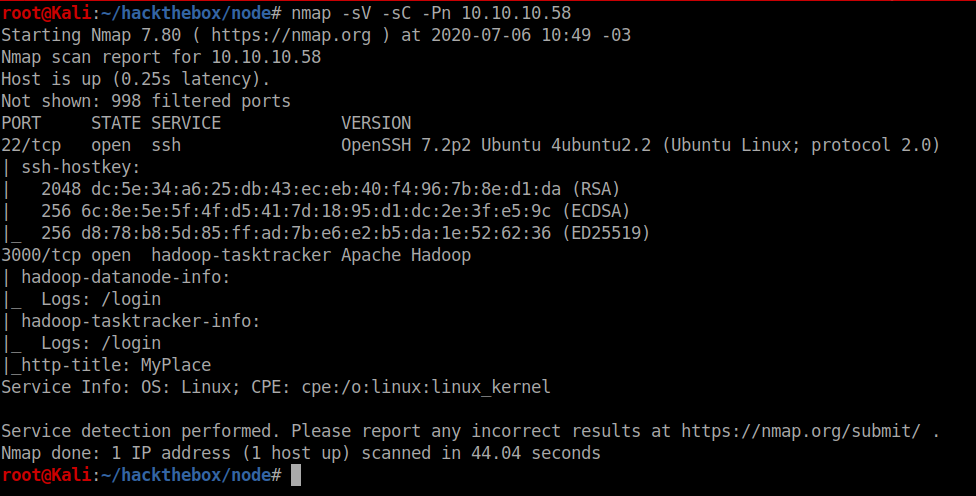 root@Kali:~/hackthebox/node# nmap -sV -sC -Pn 10.10.10.58
Starting Nmap 7.80 ( https://nmap.org ) at 2020-07-06 10:49 -03
Nmap scan report for 10.10.10.58
Host is up (0.25s latency).
Not shown: 998 filtered ports
PORT     STATE SERVICE            VERSION
22/tcp   open  ssh                OpenSSH 7.2p2 Ubuntu 4ubuntu2.2 (Ubuntu Linux; protocol 2.0)
| ssh-hostkey:
|   2048 dc:5e:34:a6:25:db:43:ec:eb:40:f4:96:7b:8e:d1:da (RSA)
|   256 6c:8e:5e:5f:4f:d5:41:7d:18:95:d1:dc:2e:3f:e5:9c (ECDSA)
|_  256 d8:78:b8:5d:85:ff:ad:7b:e6:e2:b5:da:1e:52:62:36 (ED25519)
3000/tcp open  hadoop-tasktracker Apache Hadoop
| hadoop-datanode-info:
|_  Logs: /login
| hadoop-tasktracker-info:
|_  Logs: /login
|_http-title: MyPlace
Service Info: OS: Linux; CPE: cpe:/o:linux:linux_kernel

Service detection performed. Please report any incorrect results at https://nmap.org/submit/ .
Nmap done: 1 IP address (1 host up) scanned in 44.04 seconds
root@Kali:~/hackthebox/node#